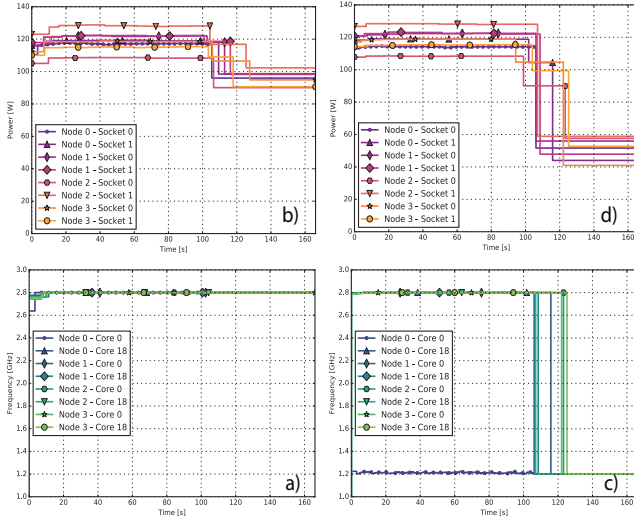 140
120
100
80
60
40
20
0
Power [W]
Node 0 – Socket 0
Node 0 – Socket 1
Node 1 – Socket 0
Node 1 – Socket 1
Node 2 – Socket 0
Node 2 – Socket 1
Node 3 – Socket 0
Node 3 – Socket 1
b)
0 20 40 60 80 100 120 140 160
Time [s]
140
120
100
80
60
40
20
0
Power [W]
Node 0 – Socket 0
Node 0 – Socket 1
Node 1 – Socket 0
Node 1 – Socket 1
Node 2 – Socket 0
Node 2 – Socket 1
Node 3 – Socket 0
Node 3 – Socket 1
d)
0 20 40 60 80 100 120 140 160
Time [s]
3.0
2.8
2.6
2.4
2.2
2.0
1.8
1.6
1.4
1.2
1.0
Frequency [GHz]
Node 0 – Core 0
Node 0 – Core 18
Node 1 – Core 0
Node 1 – Core 18
Node 2 – Core 0
Node 2 – Core 18
Node 3 – Core 0
Node 3 – Core 18
a)
0 20 40 60 80 100 120 140 160
Time [s]
3.0
2.8
2.6
2.4
2.2
2.0
1.8
1.6
1.4
1.2
1.0
Frequency [GHz]
Node 0 – Core 0
Node 0 – Core 18
Node 1 – Core 0
Node 1 – Core 18
Node 2 – Core 0
Node 2 – Core 18
Node 3 – Core 0
Node 3 – Core 18
c)
0 20 40 60 80 100 120 140 160
Time [s]